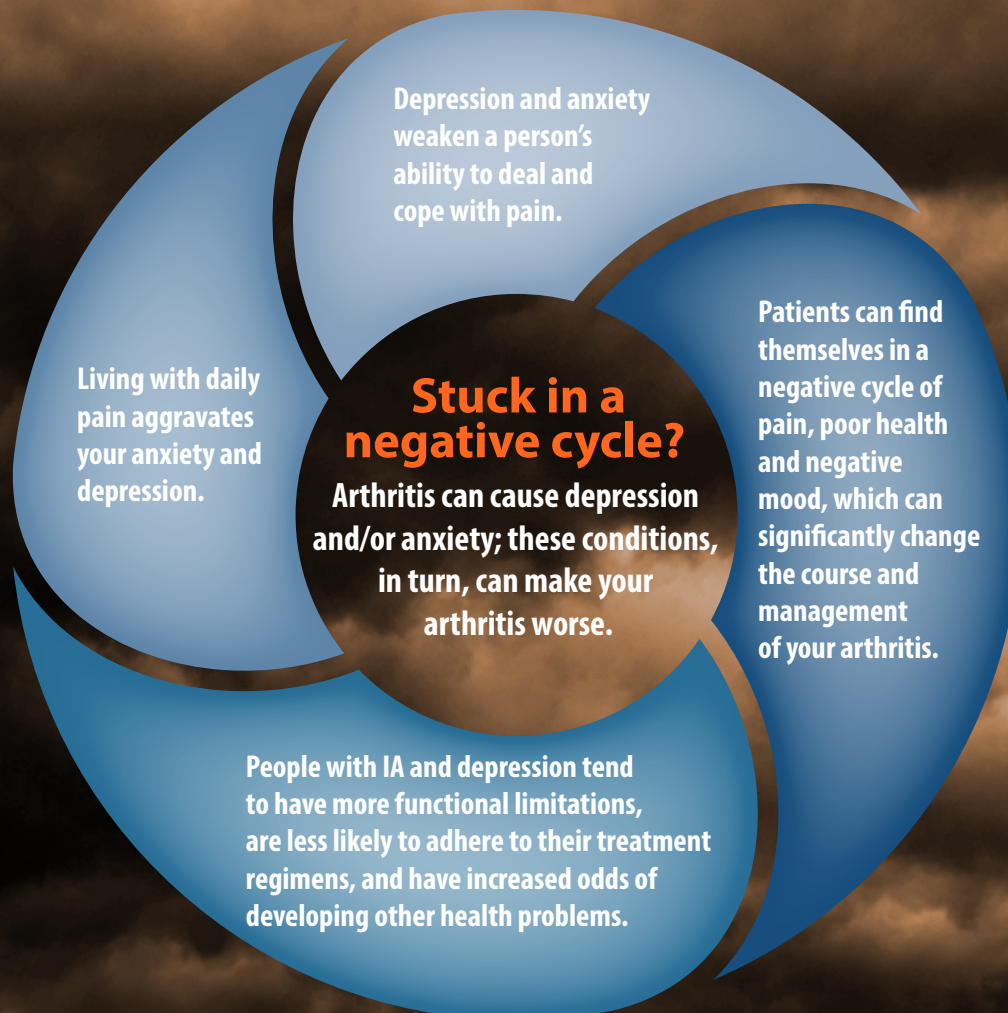 Stuck in a
negative cycle?
Arthritis can cause depression
and/or anxiety; these conditions,
in turn, can make your
arthritis worse.
Depression and anxiety
weaken a person’s
ability to deal and
cope with pain.
Patients can find
themselves in a
negative cycle of
pain, poor health
and negative
mood, which can
significantly change
the course and
management
of your arthritis.
People with IA and depression tend
to have more functional limitations,
are less likely to adhere to their treatment
regimens, and have increased odds of
developing other health problems.
Living with daily
pain aggravates
your anxiety and
depression.